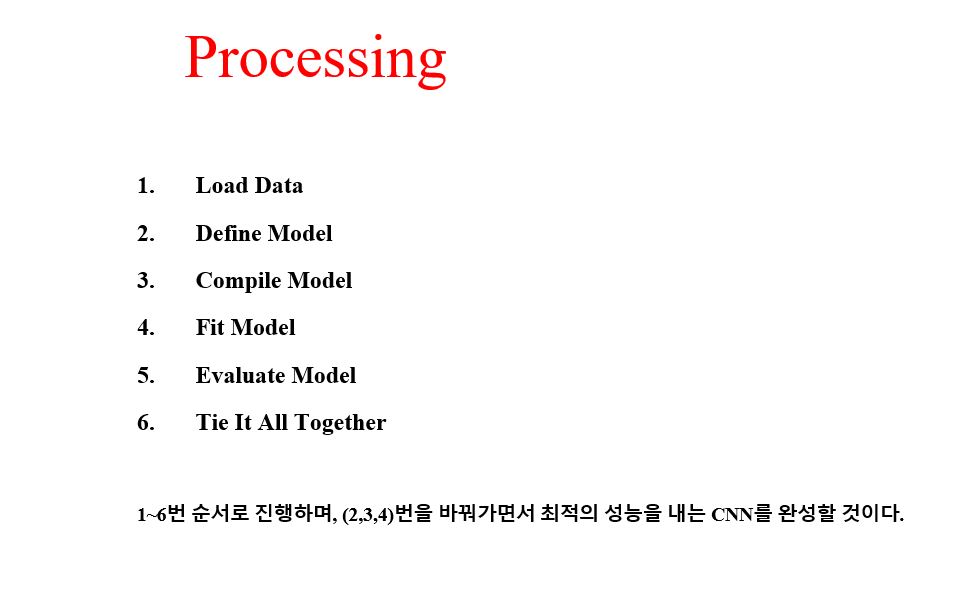 Processing
1. Load Data
2. Define Model
3. Compile Model
4. Fit Model
5. Evaluate Model
6. Tie It All Together
1~6번 순서로 진행하며, (2,3,4)번을 바꿔가면서 최적의 성능을 내는 CNN를 완성할 것이다.